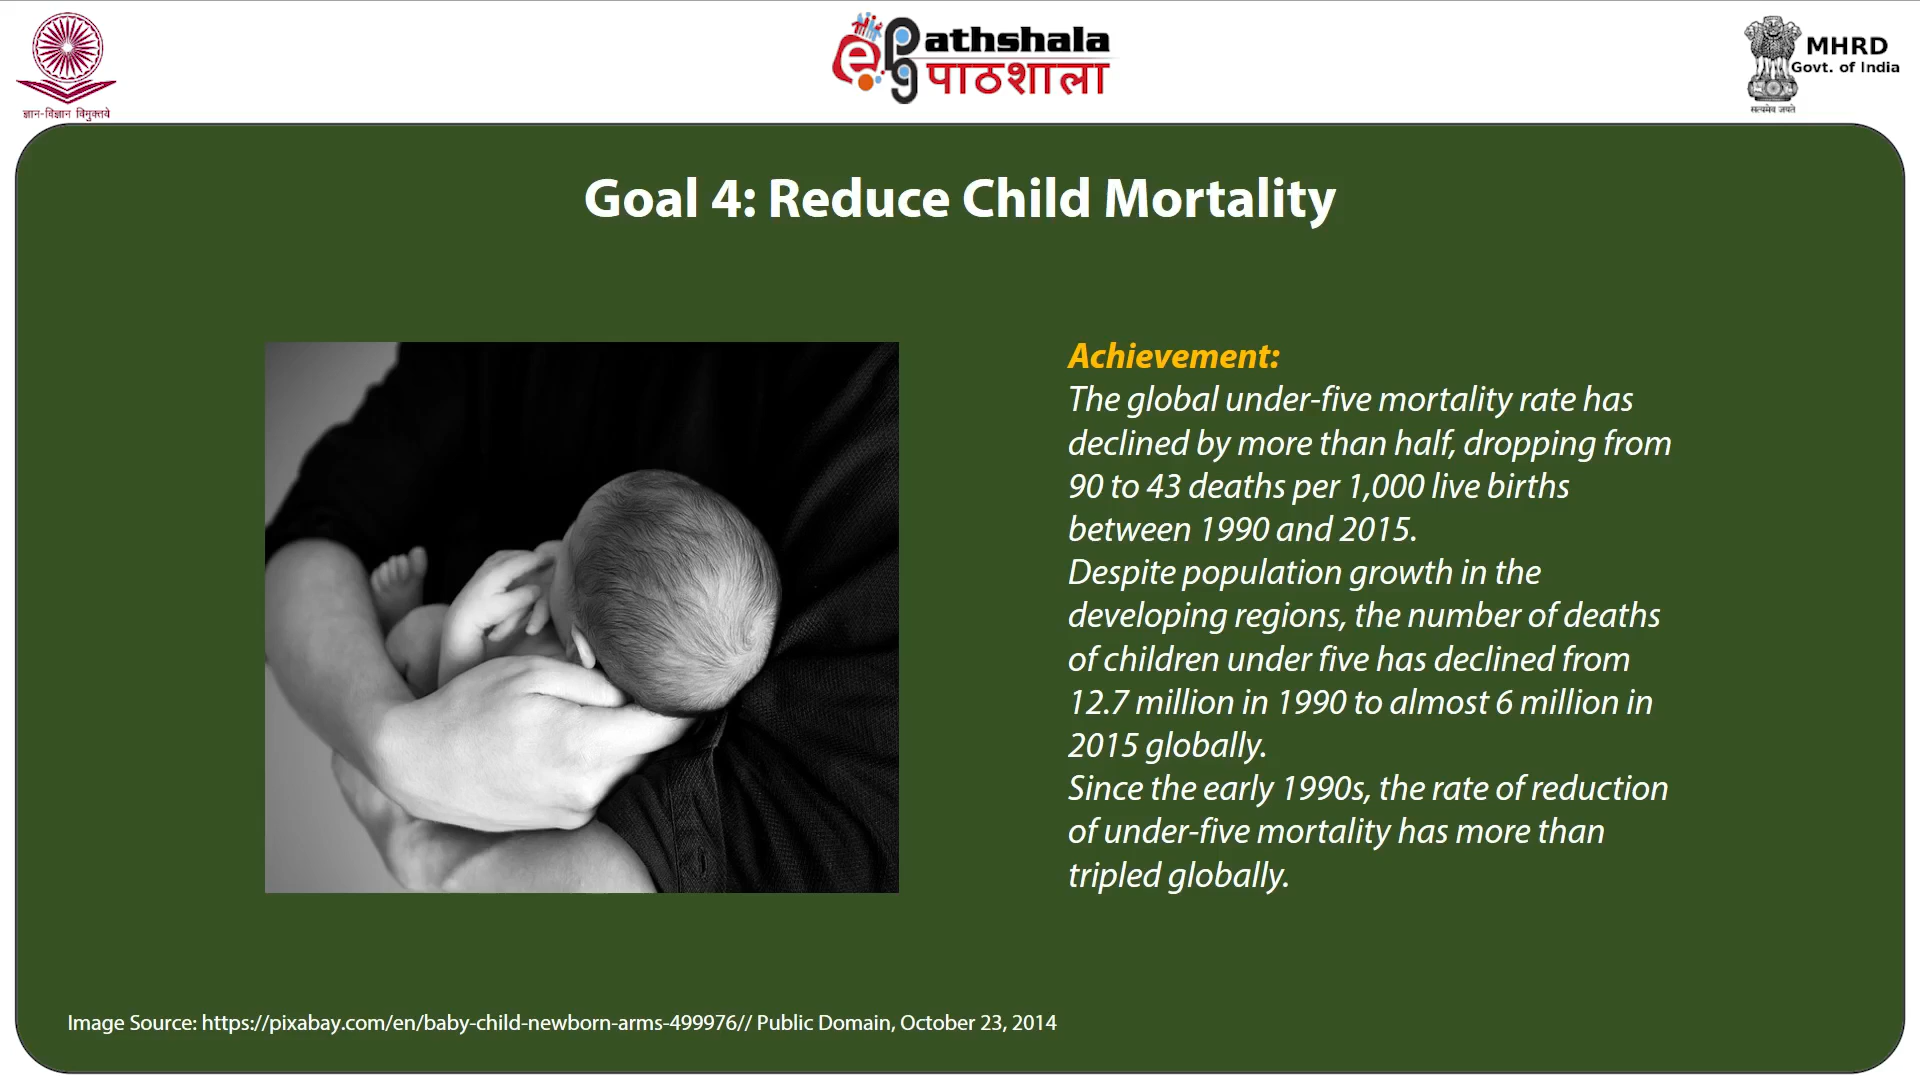 ज्ञान-विज्ञान विमुक्तये
ePG athshala
पाठशाला
MHRD
Govt. of India
सत्यमेव जयते
Goal 4: Reduce Child Mortality
Achievement:
The global under-five mortality rate has
declined by more than half, dropping from
90 to 43 deaths per 1,000 live births
between 1990 and 2015.
Despite population growth in the
developing regions, the number of deaths
of children under five has declined from
12.7 million in 1990 to almost 6 million in
2015 globally.
Since the early 1990s, the rate of reduction
of under-five mortality has more than
tripled globally.
Image Source: https://pixabay.com/en/baby-child-newborn-arms-499976// Public Domain, October 23, 2014